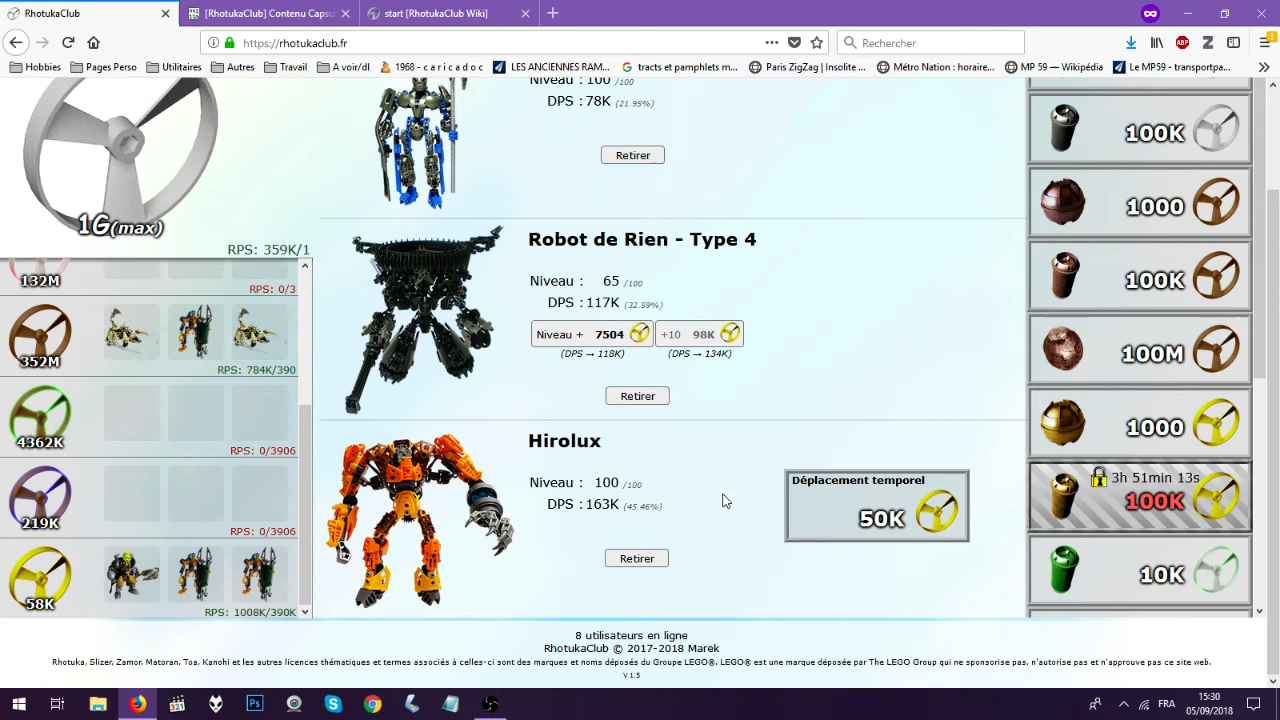 RhotukaClub
[RhotukaClub] Contenu Capsu
start [RhotukaClub Wiki]
https://rhotukaclub.fr
Rechercher
ABP
Hobbies
Pages Perso
Utilitaires
Autres
Travail
A voir/dl
1968 - c a r i c a d o c
LES ANCIENNES RAM...
tracts et pamphlets m...
Paris ZigZag | Insolite ...
Métro Nation : horaire...
MP 59 — Wikipédia
Le MP59 - transportpa...
1G(max)
RPS: 359K/1
132M
RPS: 0/3
352M
RPS: 784K/390
4362K
RPS: 0/3906
219K
RPS: 0/3906
58K
RPS: 1008K/390K
Niveau : 100 /100
DPS : 78K (21.95%)
Retirer
Robot de Rien - Type 4
Niveau : 65 /100
DPS : 117K (32.59%)
Niveau + 7504
+10 98K
(DPS → 118K)
(DPS → 134K)
Retirer
Hirolux
Niveau : 100 /100
DPS : 163K (45.46%)
Déplacement temporel
50K
Retirer
100K
1000
100K
100M
1000
3h 51min 13s
100K
10K
8 utilisateurs en ligne
RhotukaClub © 2017-2018 Marek
Rhotuka, Slizer, Zamor, Matoran, Toa, Kanohi et les autres licences thématiques et termes associés à celles-ci sont des marques et noms déposés du Groupe LEGO®. LEGO® est une marque déposée par The LEGO Group qui ne sponsorise pas, n'autorise pas et n'approuve pas ce site web.
V 1.5
321
Ps
FRA
15:30
05/09/2018